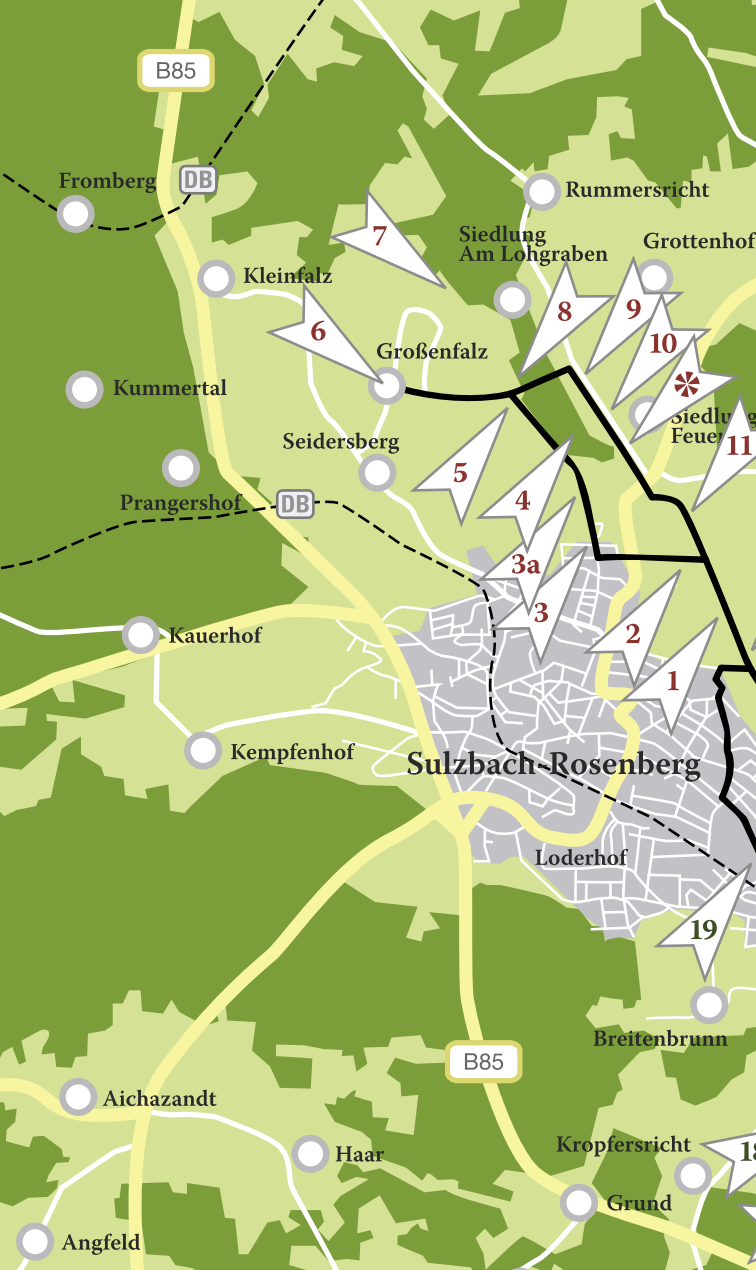 B85
Fromberg
DB
Rummersricht
7
Siedlung
Am Lohgraben
Grottenhof
Kleinfalz
8
9
6
10
Großenfalz
Kummertal
Siedlung
11
Seidersberg
5
4
Prangershof
DB
3a
3
Kauerhof
2
1
Kempfenhof
Sulzbach-Rosenberg
Loderhof
19
Breitenbrunn
B85
Aichazandt
Kropfersricht
18
Haar
Grund
Angfeld